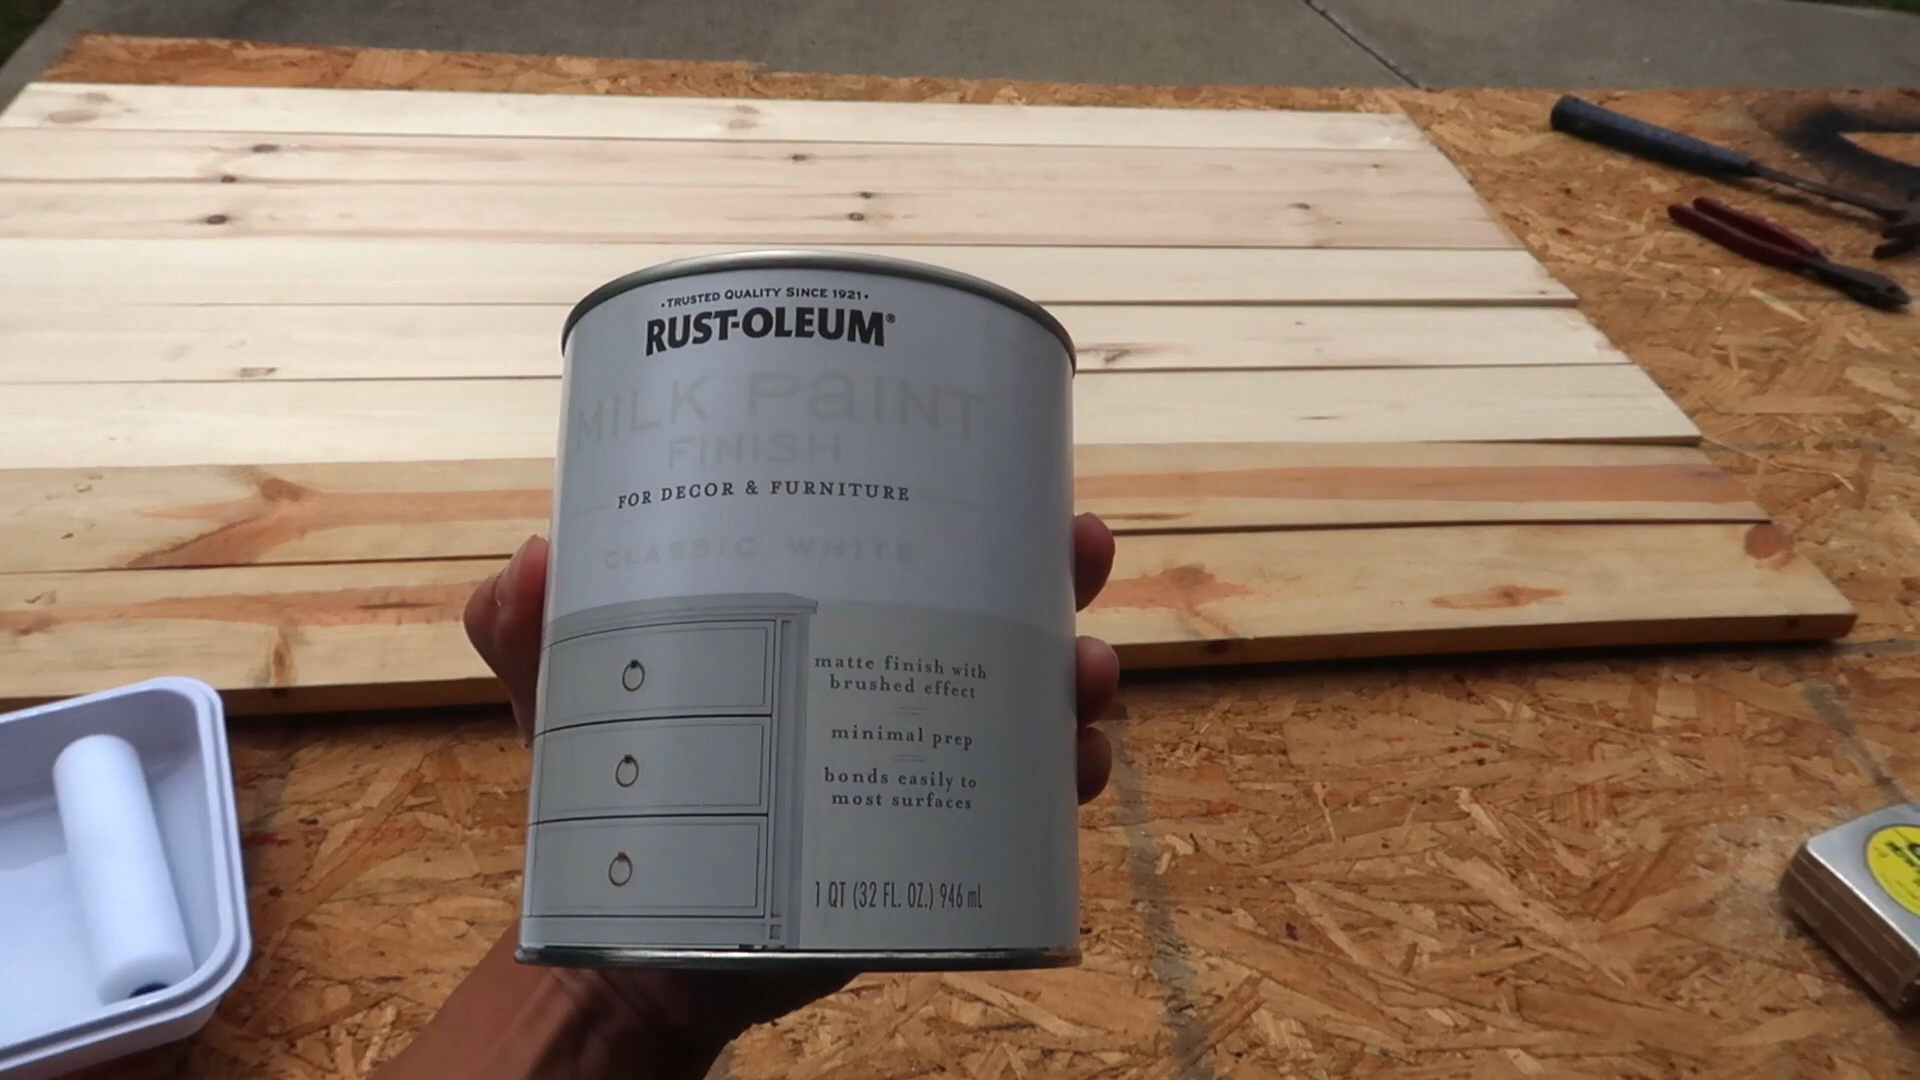 ·TRUSTED QUALITY SINCE 1921·
RUST-OLEUM®
MILK PaINT
FINISH
FOR DECOR & FURNITURE
CLASSIC WHITE
matte finish with
brushed effect
minimal prep
bonds easily to
most surfaces
1 QT (32 FL. OZ.) 946 mL